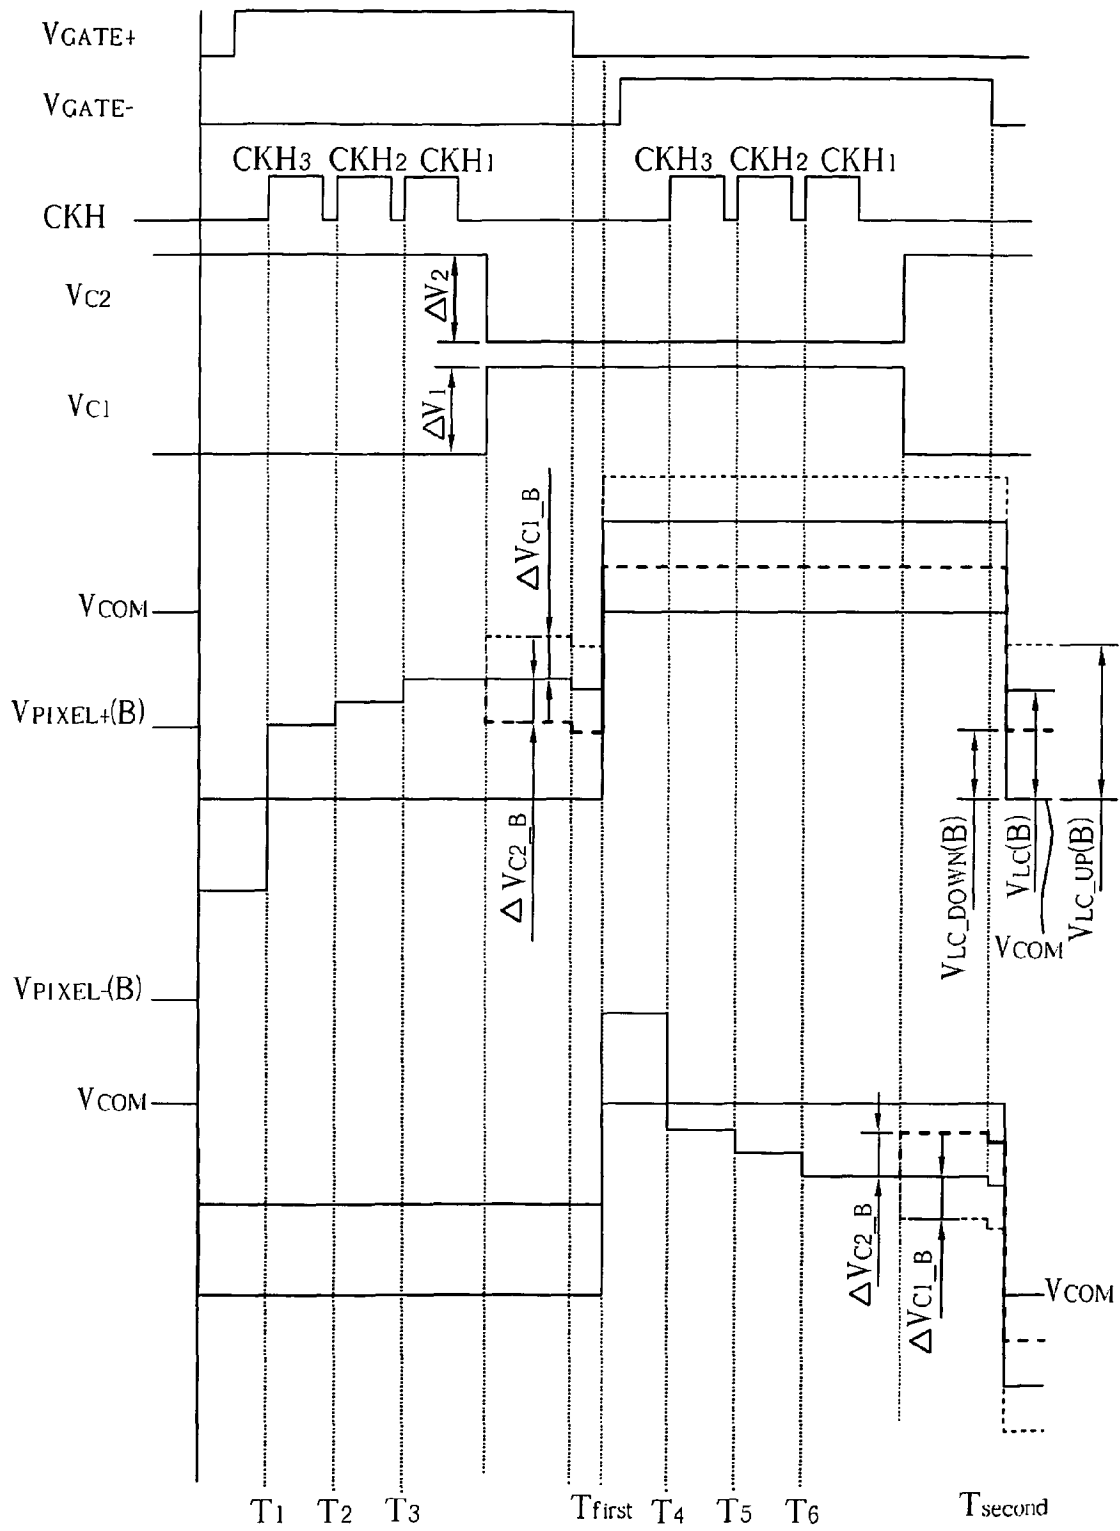 VGATE+
VGATE-
CKH3 CKH2 CKH1 CKH3 CKH2 CKH1
CKH
VC2
ΔV2
VC1
ΔV1
ΔVC1_B
VCOM
VPIXEL+(B)
ΔVC2_B
VLC_DOWN(B)
VLC(B)
VLC_UP(B)
VCOM
VPIXEL-(B)
VCOM
ΔVC2_B
ΔVC1_B
VCOM
T1 T2 T3 Tfirst T4 T5 T6 Tsecond